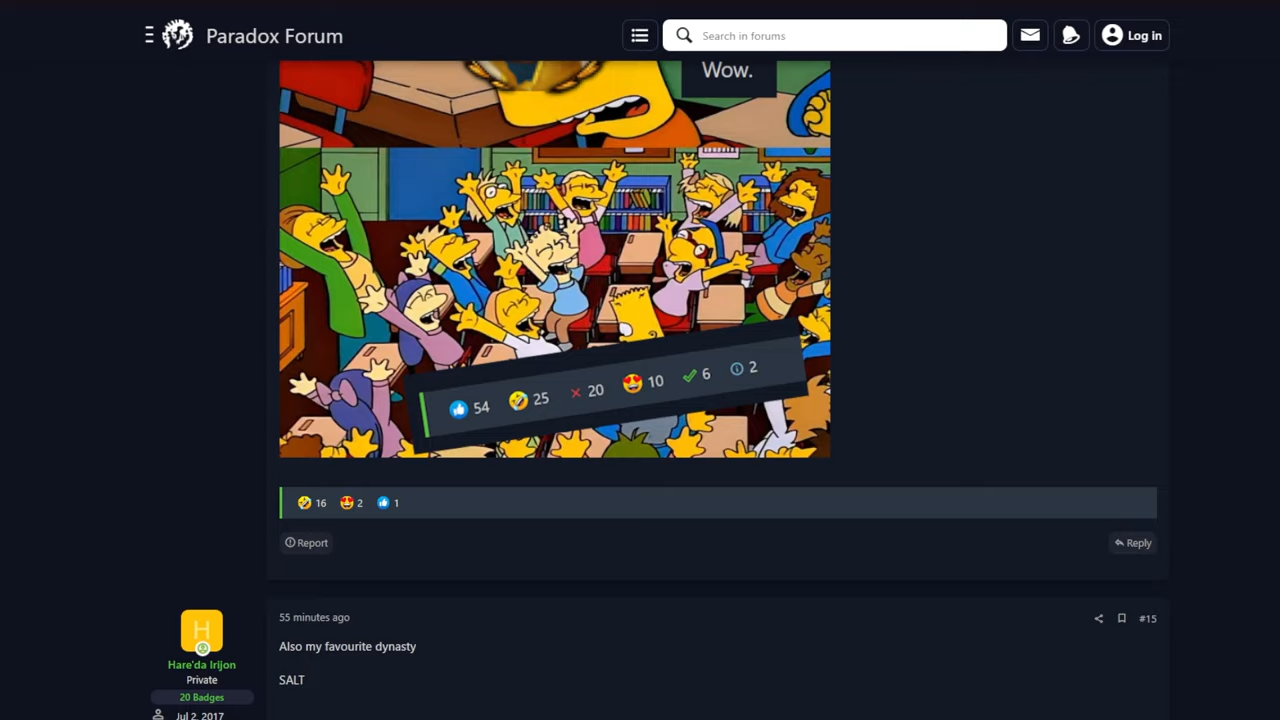 Paradox Forum
Search in forums
Log in
Wow.
54 25 20 10 6 2
16 2 1
Report
Reply
H
55 minutes ago
#15
Hare'da Irijon
Private
20 Badges
Jul 2, 2017
Also my favourite dynasty
SALT